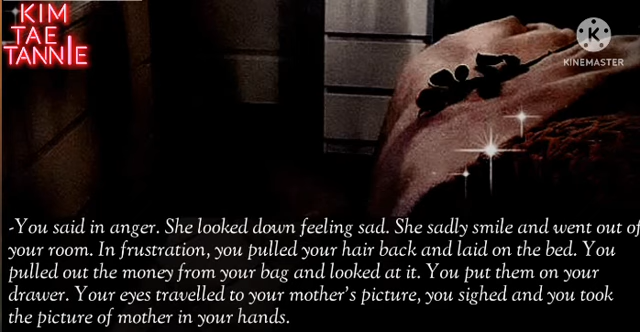 KIM
TAE
TANNIE
KINEMASTER
-You said in anger. She looked down feeling sad. She sadly smile and went out of
your room. In frustration, you pulled your hair back and laid on the bed. You
pulled out the money from your bag and looked at it. You put them on your
drawer. Your eyes travelled to your mother's picture, you sighed and you took
the picture of mother in your hands.